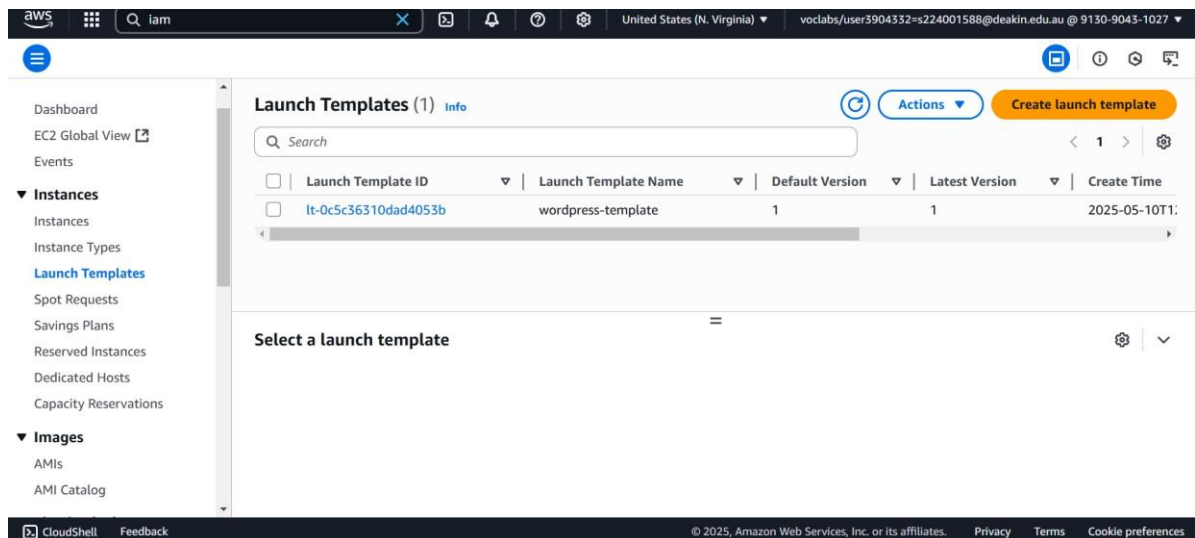 aws iam United States (N. Virginia) ▼ voclabs/user3904332=s224001588@deakin.edu.au @ 9130-9043-1027 ▼
Dashboard
EC2 Global View
Events
Instances
Instances
Instance Types
Launch Templates
Spot Requests
Savings Plans
Reserved Instances
Dedicated Hosts
Capacity Reservations
Images
AMIs
AMI Catalog
Launch Templates (1) Info
Actions ▼ Create launch template
Search
< 1 >
Launch Template ID Launch Template Name Default Version Latest Version Create Time
lt-0c5c36310dad4053b wordpress-template 1 1 2025-05-10T1
Select a launch template
CloudShell Feedback © 2025, Amazon Web Services, Inc. or its affiliates. Privacy Terms Cookie preferences